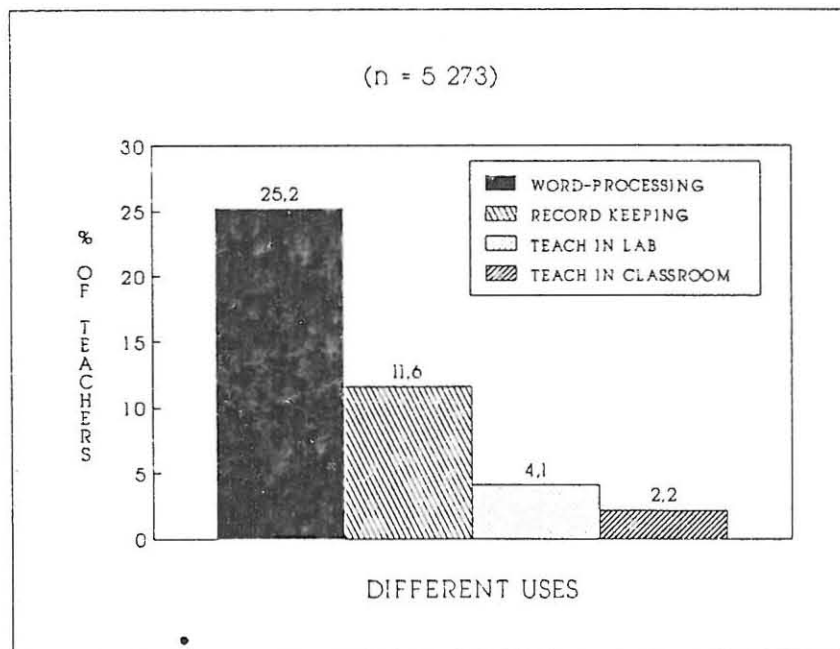 (n = 5 273)
30
25
20
15
10
5
0
% OF TEACHERS
25,2
11,6
4,1
2,2
WORD-PROCESSING
RECORD KEEPING
TEACH IN LAB
TEACH IN CLASSROOM
DIFFERENT USES